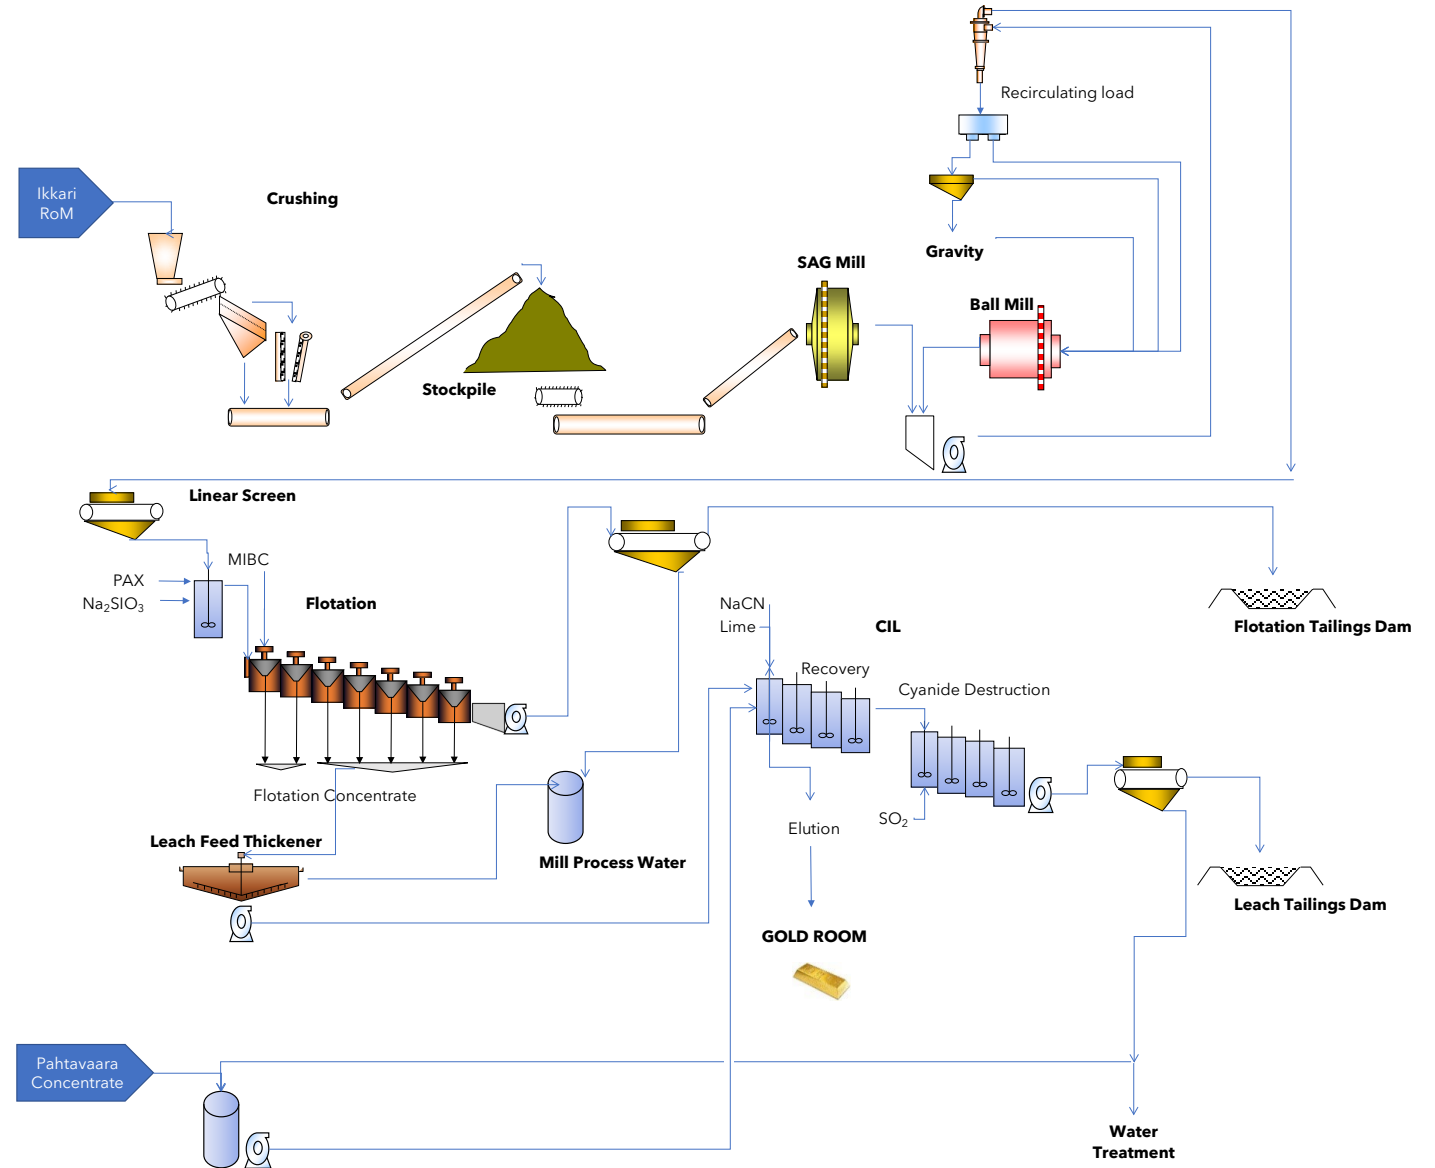 Recirculating load
Ikkari
RoM
Crushing
Gravity
SAG Mill
Ball Mill
Stockpile
Linear Screen
MIBC
PAX
Na₂SIO₃
Flotation
NaCN
Lime
CIL
Flotation Tailings Dam
Recovery
Cyanide Destruction
Flotation Concentrate
SO₂
Elution
Leach Feed Thickener
Mill Process Water
Leach Tailings Dam
GOLD ROOM
Pahtavaara
Concentrate
Water
Treatment